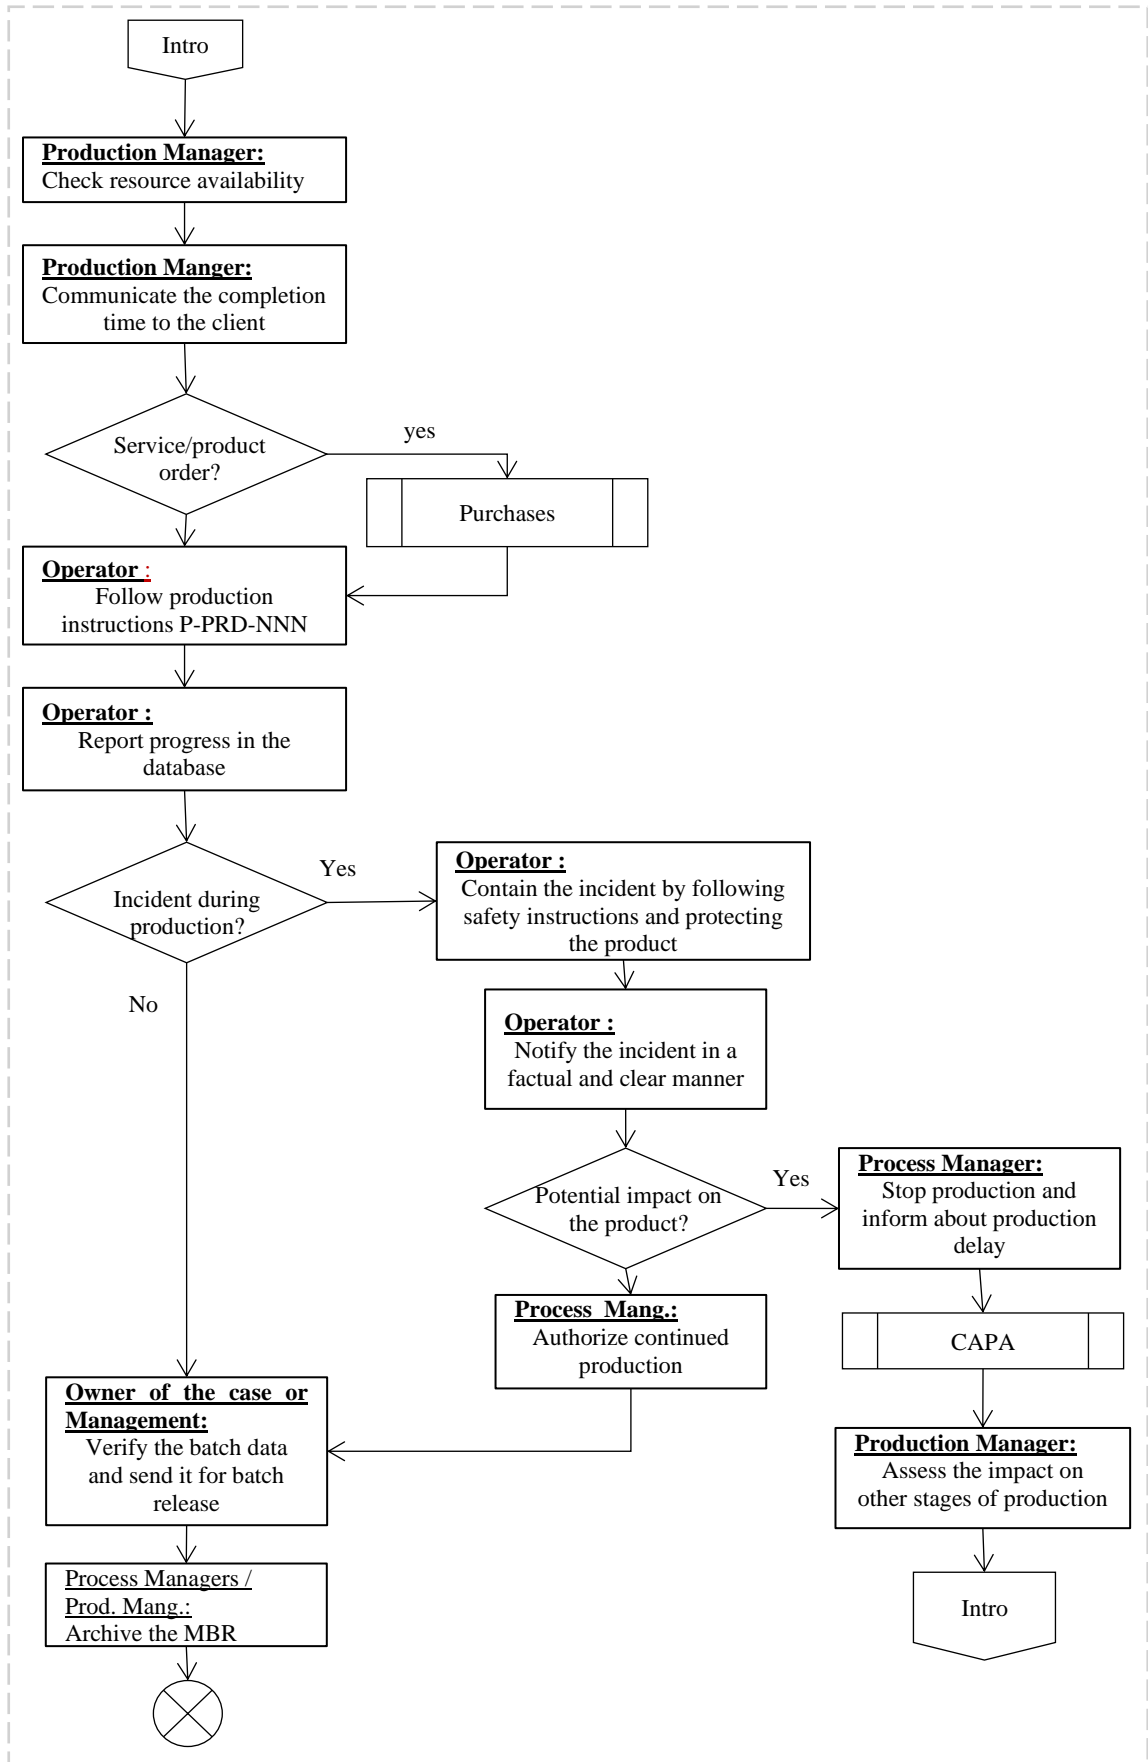 Intro
Production Manager:
Check resource availability
Production Manger:
Communicate the completion
time to the client
Service/product
order?
yes
Purchases
Operator :
Follow production
instructions P-PRD-NNN
Operator :
Report progress in the
database
Incident during
production?
Yes
No
Operator :
Contain the incident by following
safety instructions and protecting
the product
Operator :
Notify the incident in a
factual and clear manner
Potential impact on
the product?
Yes
Process Manager:
Stop production and
inform about production
delay
Process Mang.:
Authorize continued
production
CAPA
Owner of the case or
Management:
Verify the batch data
and send it for batch
release
Production Manager:
Assess the impact on
other stages of production
Process Managers /
Prod. Mang.:
Archive the MBR
Intro